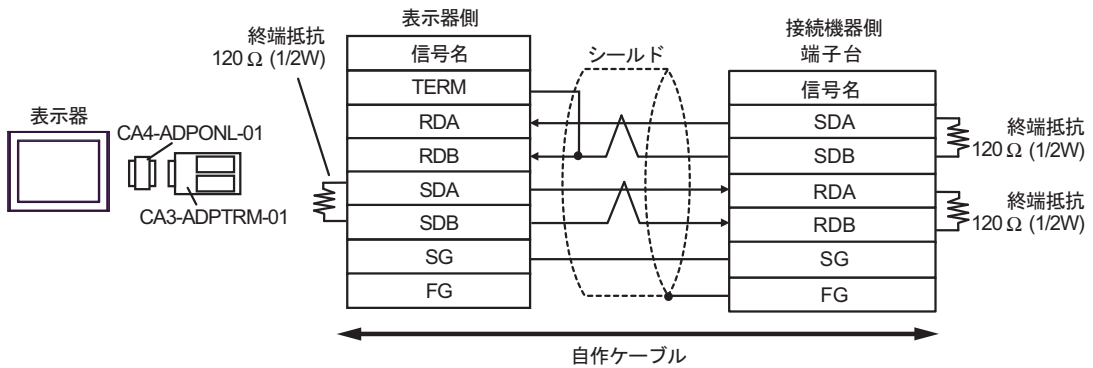 表示器
CA4-ADPONL-01
CA3-ADPTRM-01
終端抵抗
120 Ω (1/2W)
表示器側
信号名
TERM
RDA
RDB
SDA
SDB
SG
FG
シールド
接続機器側
端子台
信号名
SDA
SDB
RDA
RDB
SG
FG
終端抵抗
120 Ω (1/2W)
終端抵抗
120 Ω (1/2W)
自作ケーブル